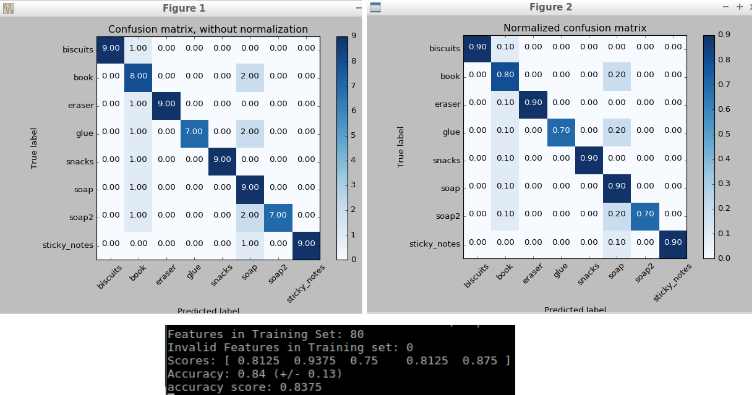 Figure 1
Confusion matrix, without normalization
True label
biscuits 9.00 1.00 0.00 0.00 0.00 0.00 0.00 0.00
book 0.00 8.00 0.00 0.00 0.00 2.00 0.00 0.00
eraser 0.00 1.00 9.00 0.00 0.00 0.00 0.00 0.00
glue 0.00 1.00 0.00 7.00 0.00 2.00 0.00 0.00
snacks 0.00 1.00 0.00 0.00 9.00 0.00 0.00 0.00
soap 0.00 1.00 0.00 0.00 0.00 9.00 0.00 0.00
soap2 0.00 1.00 0.00 0.00 0.00 2.00 7.00 0.00
sticky_notes 0.00 0.00 0.00 0.00 0.00 1.00 0.00 9.00
biscuits book eraser glue snacks soap soap2 sticky_notes
Predicted label
9
8
7
6
5
4
3
2
1
0
Figure 2
Normalized confusion matrix
True label
biscuits 0.90 0.10 0.00 0.00 0.00 0.00 0.00 0.00
book 0.00 0.80 0.00 0.00 0.00 0.20 0.00 0.00
eraser 0.00 0.10 0.90 0.00 0.00 0.00 0.00 0.00
glue 0.00 0.10 0.00 0.70 0.00 0.20 0.00 0.00
snacks 0.00 0.10 0.00 0.00 0.90 0.00 0.00 0.00
soap 0.00 0.10 0.00 0.00 0.00 0.90 0.00 0.00
soap2 0.00 0.10 0.00 0.00 0.00 0.20 0.70 0.00
sticky_notes 0.00 0.00 0.00 0.00 0.00 0.10 0.00 0.90
biscuits book eraser glue snacks soap soap2 sticky_notes
Predicted label
0.9
0.8
0.7
0.6
0.5
0.4
0.3
0.2
0.1
0.0
Features in Training Set: 80
Invalid Features in Training set: 0
Scores: [ 0.8125 0.9375 0.75 0.8125 0.875 ]
Accuracy: 0.84 (+/- 0.13)
accuracy score: 0.8375